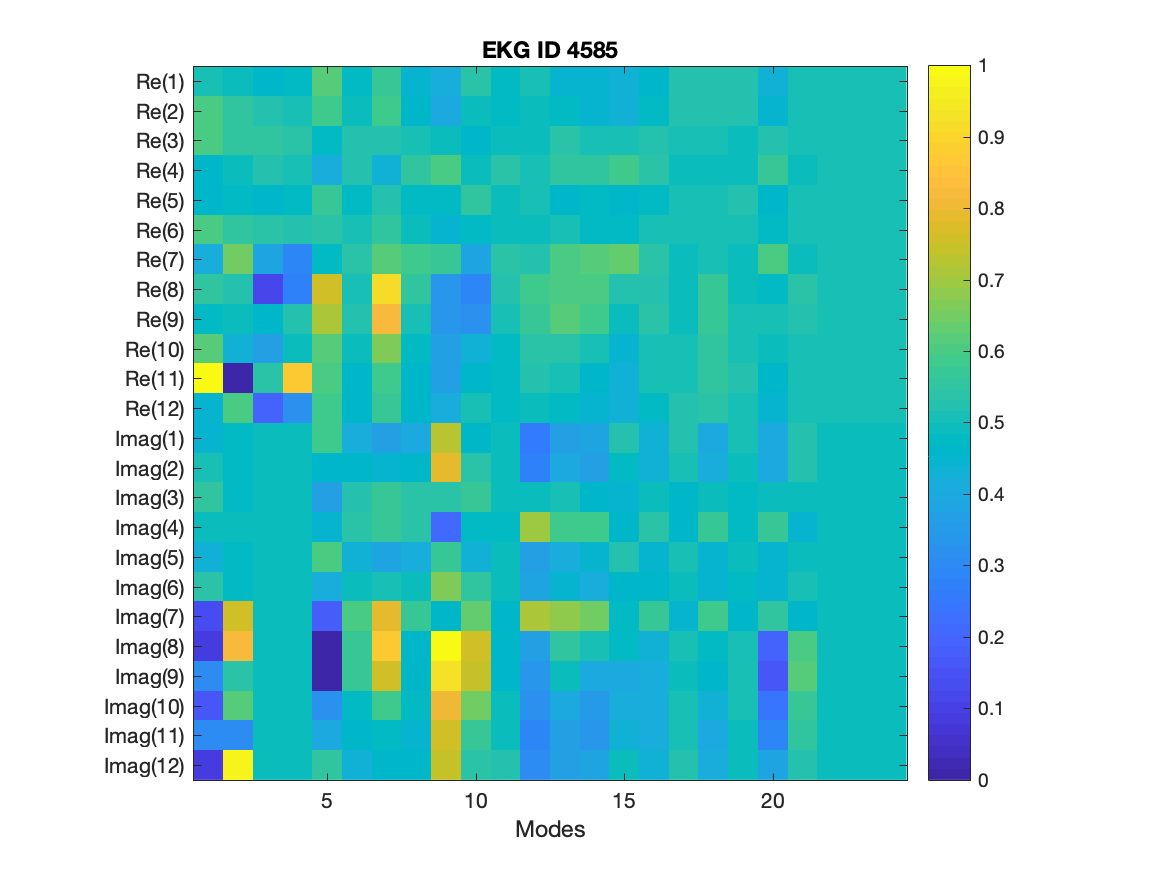 EKG ID 4585
Re(1)
Re(2)
Re(3)
Re(4)
Re(5)
Re(6)
Re(7)
Re(8)
Re(9)
Re(10)
Re(11)
Re(12)
Imag(1)
Imag(2)
Imag(3)
Imag(4)
Imag(5)
Imag(6)
Imag(7)
Imag(8)
Imag(9)
Imag(10)
Imag(11)
Imag(12)
5 10 15 20
Modes
1
0.9
0.8
0.7
0.6
0.5
0.4
0.3
0.2
0.1
0